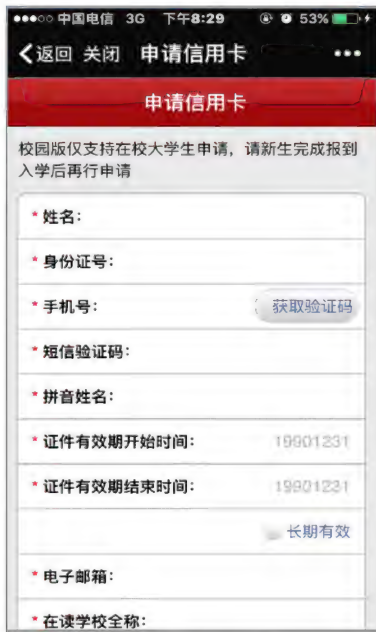 中国电信 3G 下午8:29 53%
返回 关闭 申请信用卡
申请信用卡
校园版仅支持在校大学生申请，请新生完成报到
入学后再行申请
* 姓名：
* 身份证号：
* 手机号： 获取验证码
* 短信验证码：
* 拼音姓名：
* 证件有效期开始时间： 19901231
* 证件有效期结束时间： 19901231
长期有效
* 电子邮箱：
* 在读学校全称：